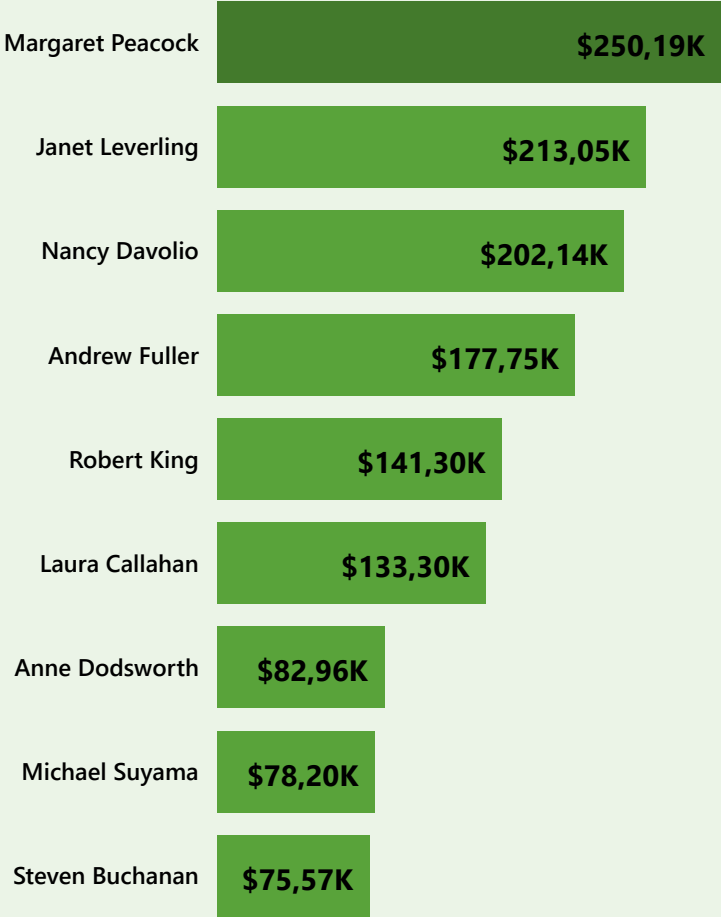 Margaret Peacock $250,19K
Janet Leverling $213,05K
Nancy Davolio $202,14K
Andrew Fuller $177,75K
Robert King $141,30K
Laura Callahan $133,30K
Anne Dodsworth $82,96K
Michael Suyama $78,20K
Steven Buchanan $75,57K